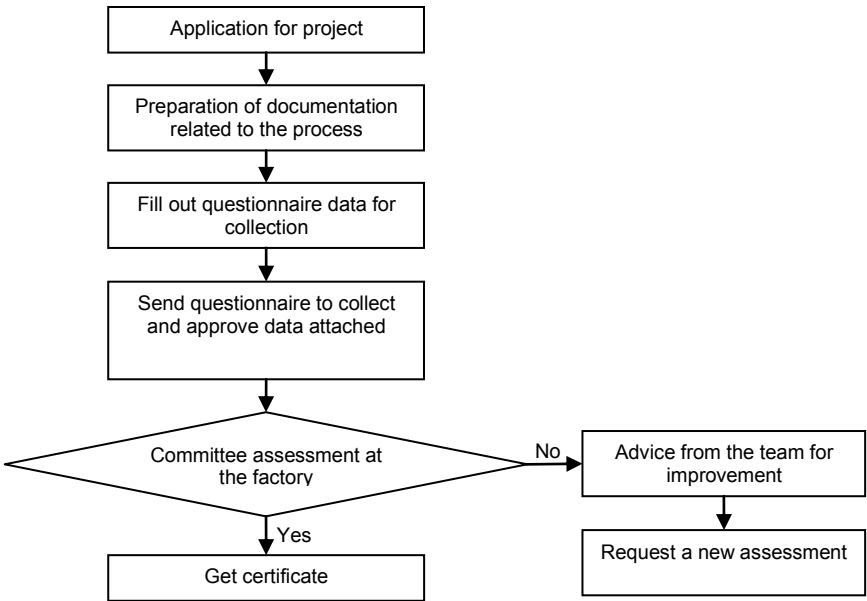 Application for project
Preparation of documentation
related to the process
Fill out questionnaire data for
collection
Send questionnaire to collect
and approve data attached
Committee assessment at
the factory
No
Advice from the team for
improvement
Yes
Request a new assessment
Get certificate